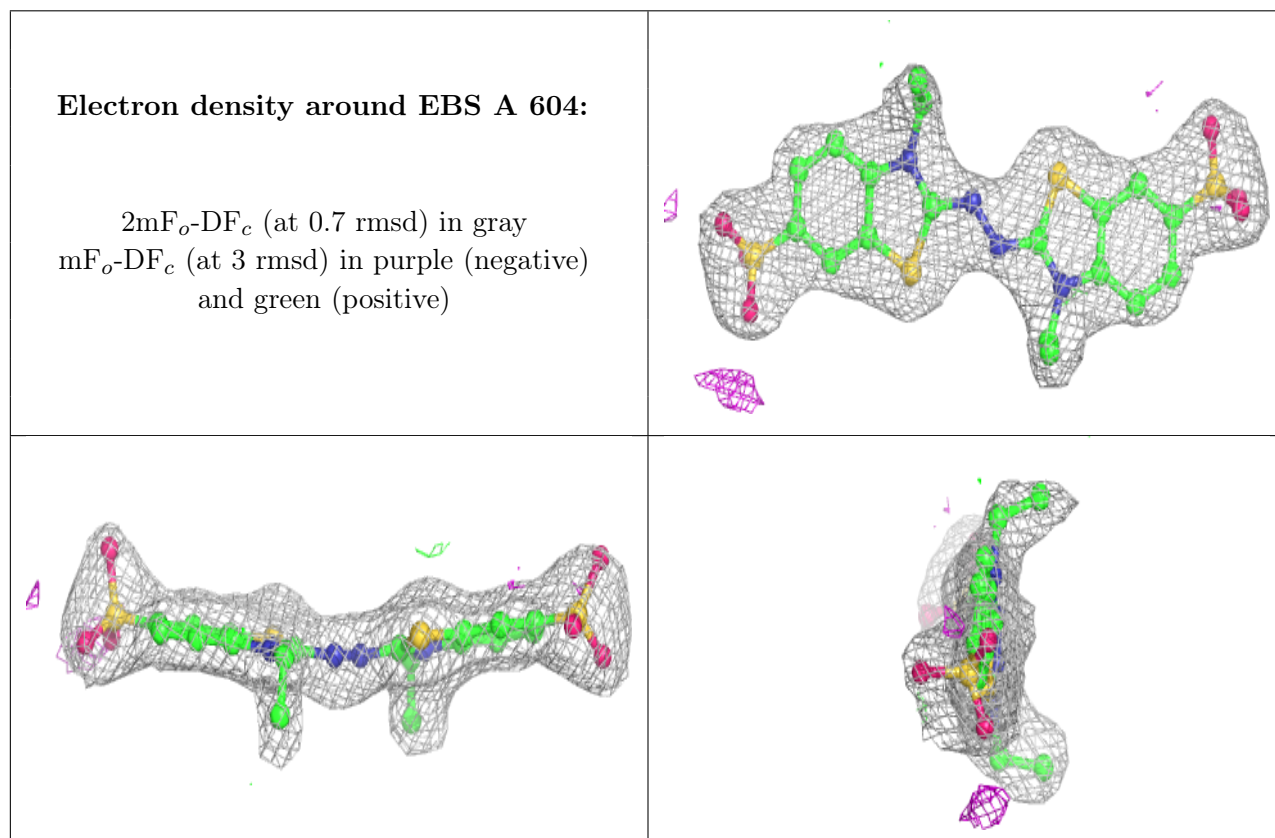 Electron density around EBS A 604:
2mFo-DFc (at 0.7 rmsd) in gray
mFo-DFc (at 3 rmsd) in purple (negative)
and green (positive)